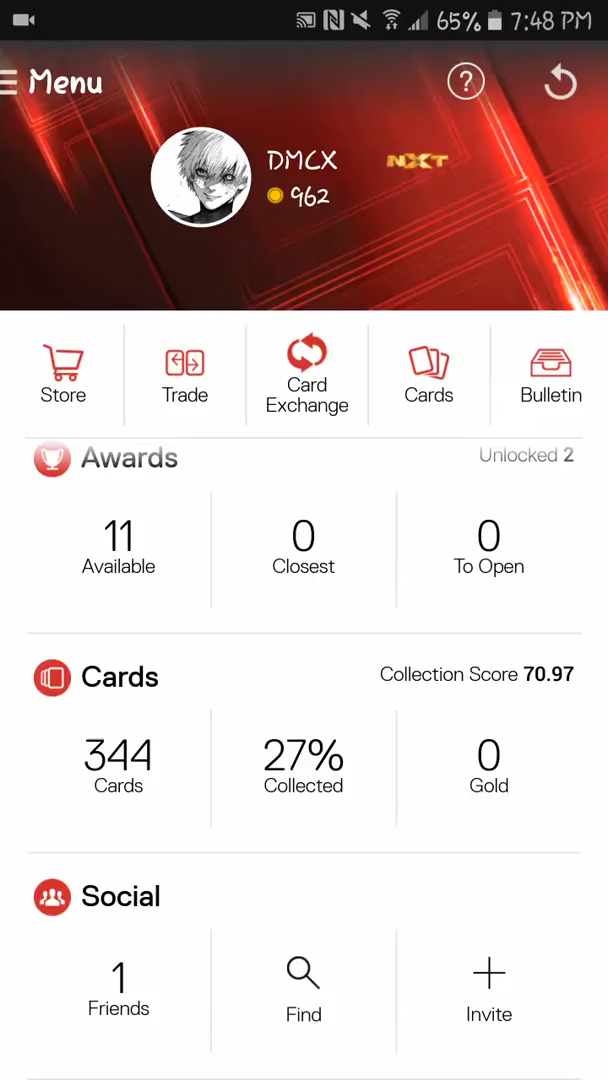 65% 7:48 PM
Menu ?
DMCX NXT
962
Store Trade Card Exchange Cards Bulletin
Awards Unlocked 2
11 0 0
Available Closest To Open
Cards Collection Score 70.97
344 27% 0
Cards Collected Gold
Social
1
Friends Find Invite